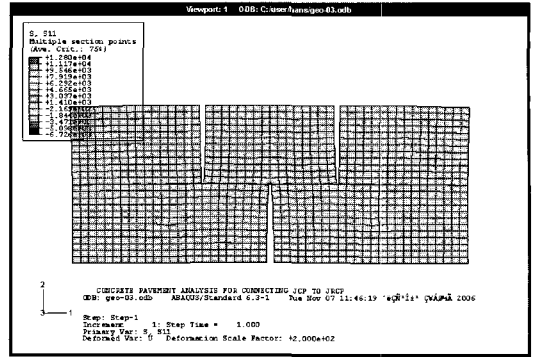 Viewport: 1 ODB: C:/user/hans/geo-03.odb
S, S11
Multiple section points
(Ave. Crit.: 75%)
+1.280e+04
+1.117e+04
+9.546e+03
+7.919e+03
+6.292e+03
+4.665e+03
+3.037e+03
+1.410e+03
2
3
1
CONCRETE PAVEMENT ANALYSIS FOR CONNECTING JCP TO JRCP
ODB: geo-03.odb ABAQUS/Standard 6.3-1 Tue Nov 07 11:46:19 2006
Step: Step-1
Increment 1: Step Time = 1.000
Primary Var: S, S11
Deformed Var: U Deformation Scale Factor: +2.000e+02